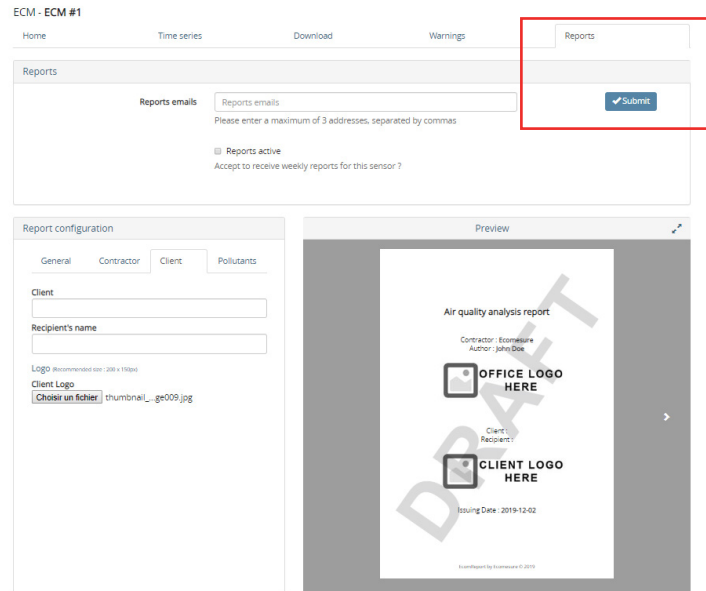 ECM - ECM #1
Home Time series Download Warnings Reports
Reports
Reports emails Reports emails Submit
Please enter a maximum of 3 addresses, separated by commas
Reports active
Accept to receive weekly reports for this sensor ?
Report configuration
General Contractor Client Pollutants
Client
Recipient's name
Logo (Recommended size : 200 x 150px)
Client Logo
Choisir un fichier thumbnail_...ge009.jpg
Preview
Air quality analysis report
Contractor : Ecomesure
Author : John Doe
OFFICE LOGO
HERE
Client :
Recipient :
CLIENT LOGO
HERE
Issuing Date : 2019-12-02
DRAFT
EcomReport by Ecomesure © 2019